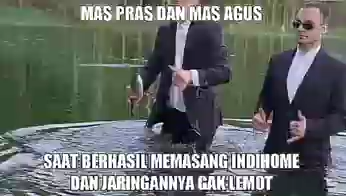 MAS PRAS DAN MAS AGUS
SAAT BERHASIL MEMASANG INDIHOME
DAN JARINGANNYA GAK LEMOT